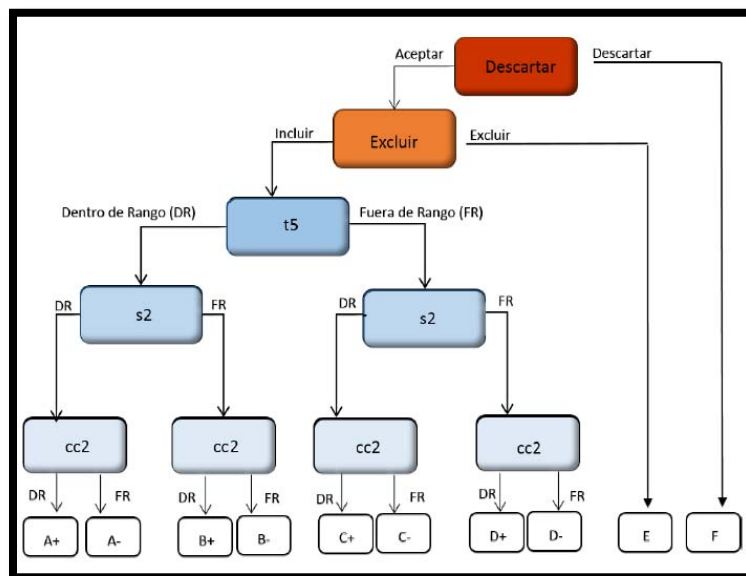 Aceptar
Descartar
Descartar
Incluir
Excluir
Excluir
Dentro de Rango (DR)
t5
Fuera de Rango (FR)
DR
s2
FR
DR
s2
FR
cc2
cc2
cc2
cc2
DR
FR
DR
FR
DR
FR
DR
FR
A+
A-
B+
B-
C+
C-
D+
D-
E
F